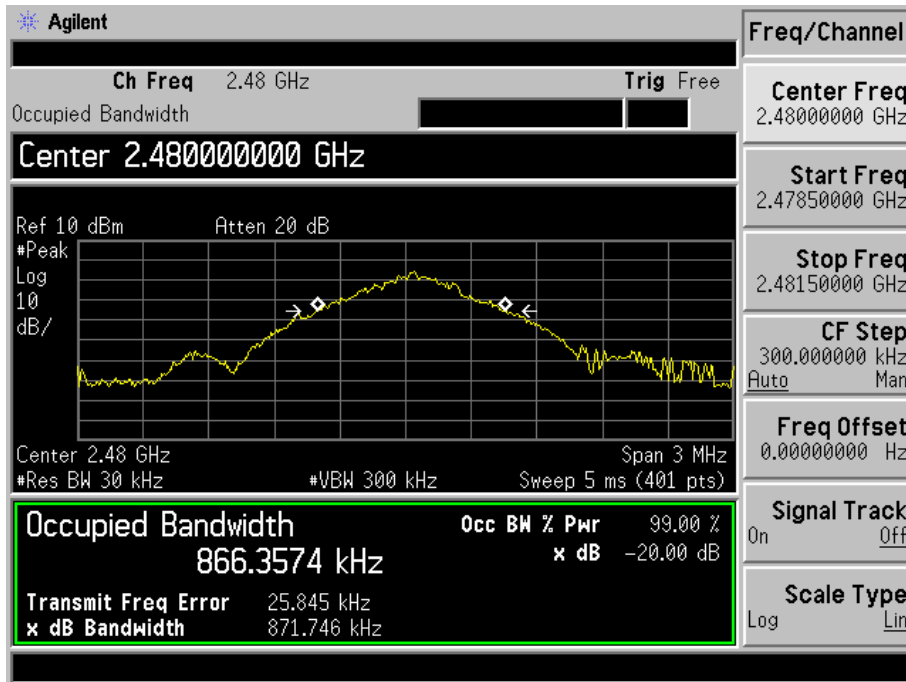 Agilent
Freq/Channel
Ch Freq 2.48 GHz Trig Free
Occupied Bandwidth
Center 2.480000000 GHz
Ref 10 dBm Atten 20 dB
#Peak
Log
10
dB/
Center 2.48 GHz Span 3 MHz
#Res BW 30 kHz #VBW 300 kHz Sweep 5 ms (401 pts)
Occupied Bandwidth Occ BW % Pwr 99.00 %
866.3574 kHz x dB -20.00 dB
Transmit Freq Error 25.845 kHz
x dB Bandwidth 871.746 kHz
Center Freq
2.48000000 GHz
Start Freq
2.47850000 GHz
Stop Freq
2.48150000 GHz
CF Step
300.000000 kHz
Auto Man
Freq Offset
0.00000000 Hz
Signal Track
On Off
Scale Type
Log Lin